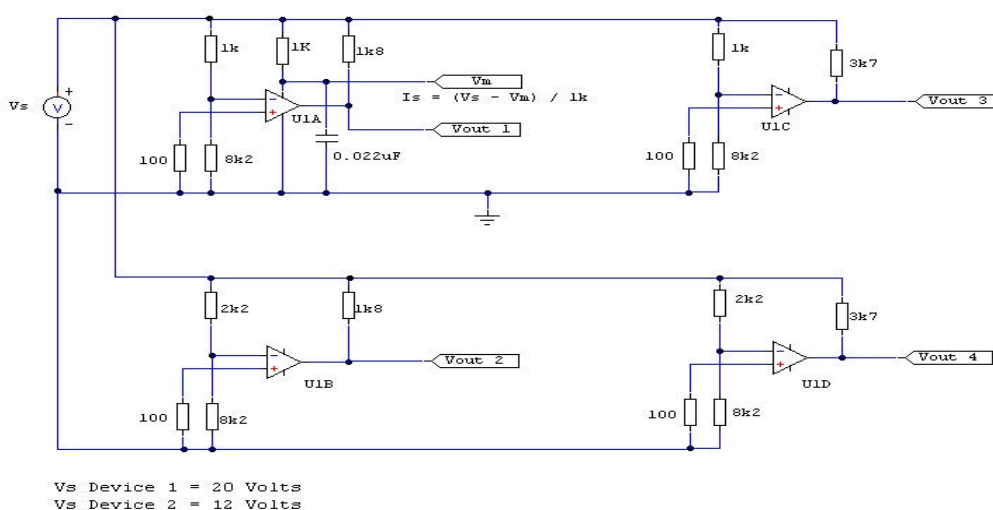 1k
1K
1k8
1k
3k7
Vm
Is = (Vs - Vm) / 1k
+
Vs
V
-
-
+
U1A
Vout 1
-
+
U1C
Vout 3
100
8k2
0.022uF
100
8k2
2k2
1k8
2k2
3k7
-
+
U1B
Vout 2
-
+
U1D
Vout 4
100
8k2
100
8k2
Vs Device 1 = 20 Volts
Vs Device 2 = 12 Volts